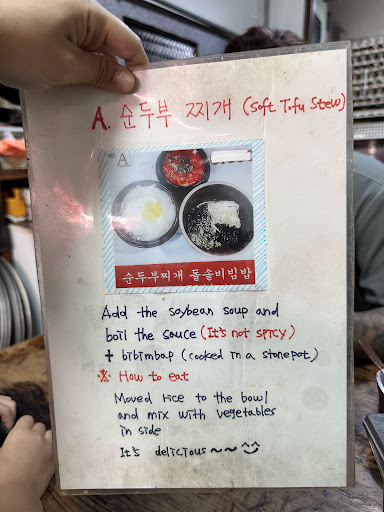 A. 순두부 찌개 (Soft Tofu Stew)
A
순두부찌개 돌솥비빔밥
Add the soybean soup and
boil the sauce (It's not SPICY)
+ bibimbap (cooked in a stonepot.)
※ How to eat
Moved rice to the bowl
and mix with vegetables
in side
It's delicious ~~ ^^